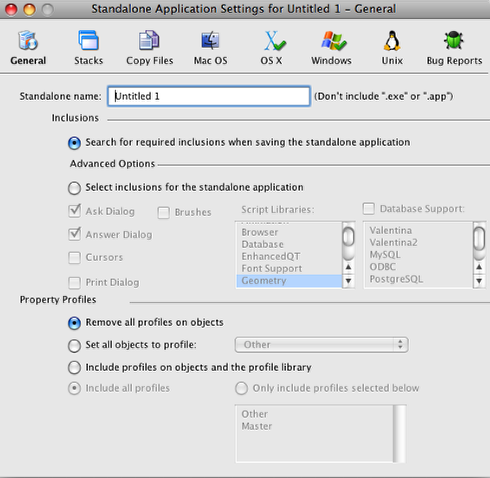 Standalone Application Settings for Untitled 1 – General
General Stacks Copy Files Mac OS OS X Windows Unix Bug Reports
Standalone name: Untitled 1 (Don't include ".exe" or ".app")
Inclusions
Search for required inclusions when saving the standalone application
Advanced Options
Select inclusions for the standalone application
Ask Dialog Brushes Script Libraries: Database Support:
Answer Dialog
Cursors
Print Dialog
Browser
Database
EnhancedQT
Font Support
Geometry
Valentina
Valentina2
MySQL
ODBC
PostgreSQL
Property Profiles
Remove all profiles on objects
Set all objects to profile: Other
Include profiles on objects and the profile library
Include all profiles Only include profiles selected below
Other
Master